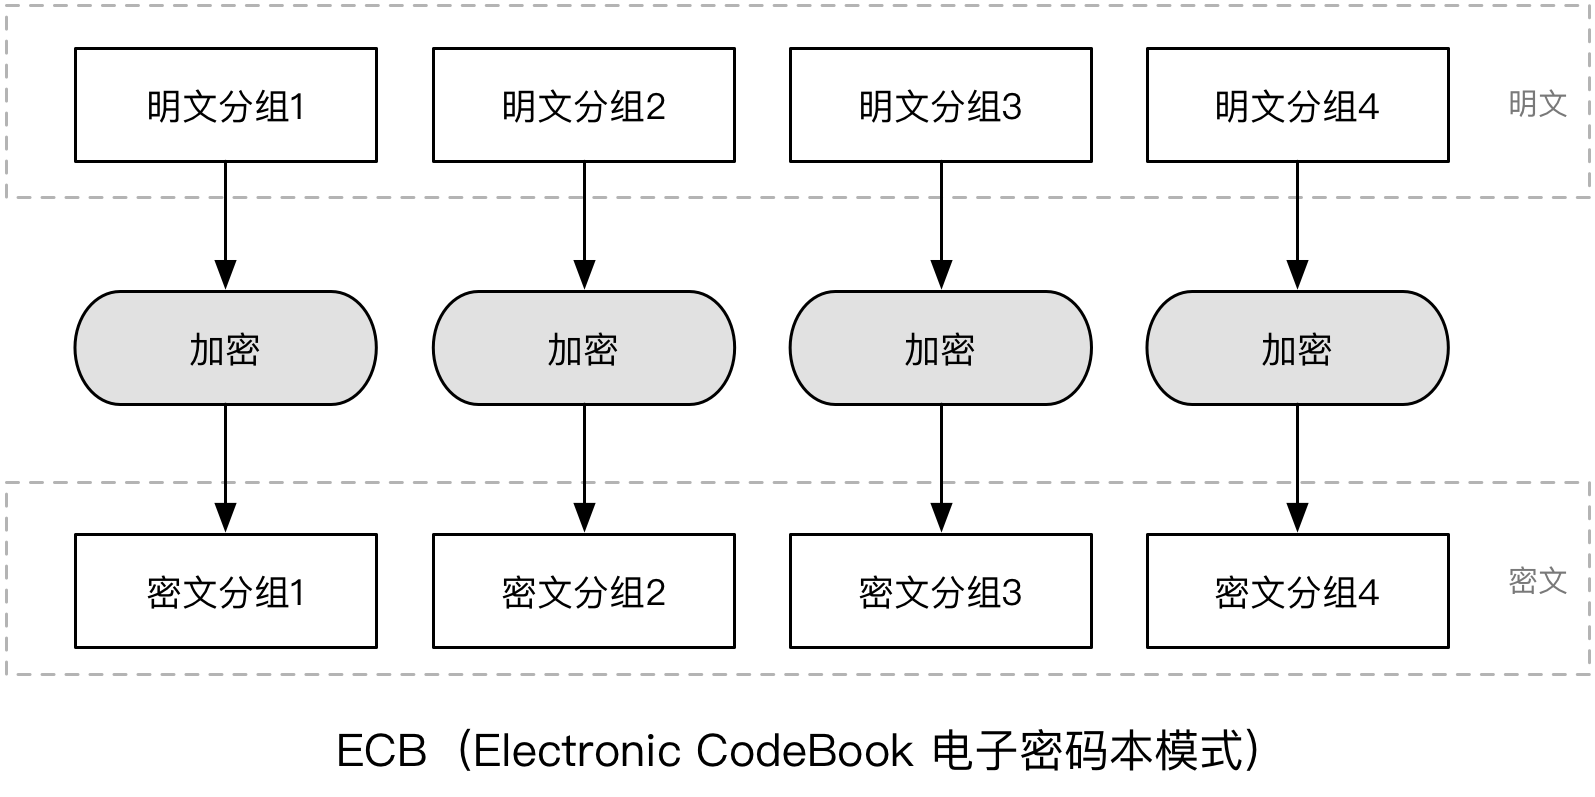 明文分组1 明文分组2 明文分组3 明文分组4 明文
加密 加密 加密 加密
密文分组1 密文分组2 密文分组3 密文分组4 密文
ECB（Electronic CodeBook 电子密码本模式）